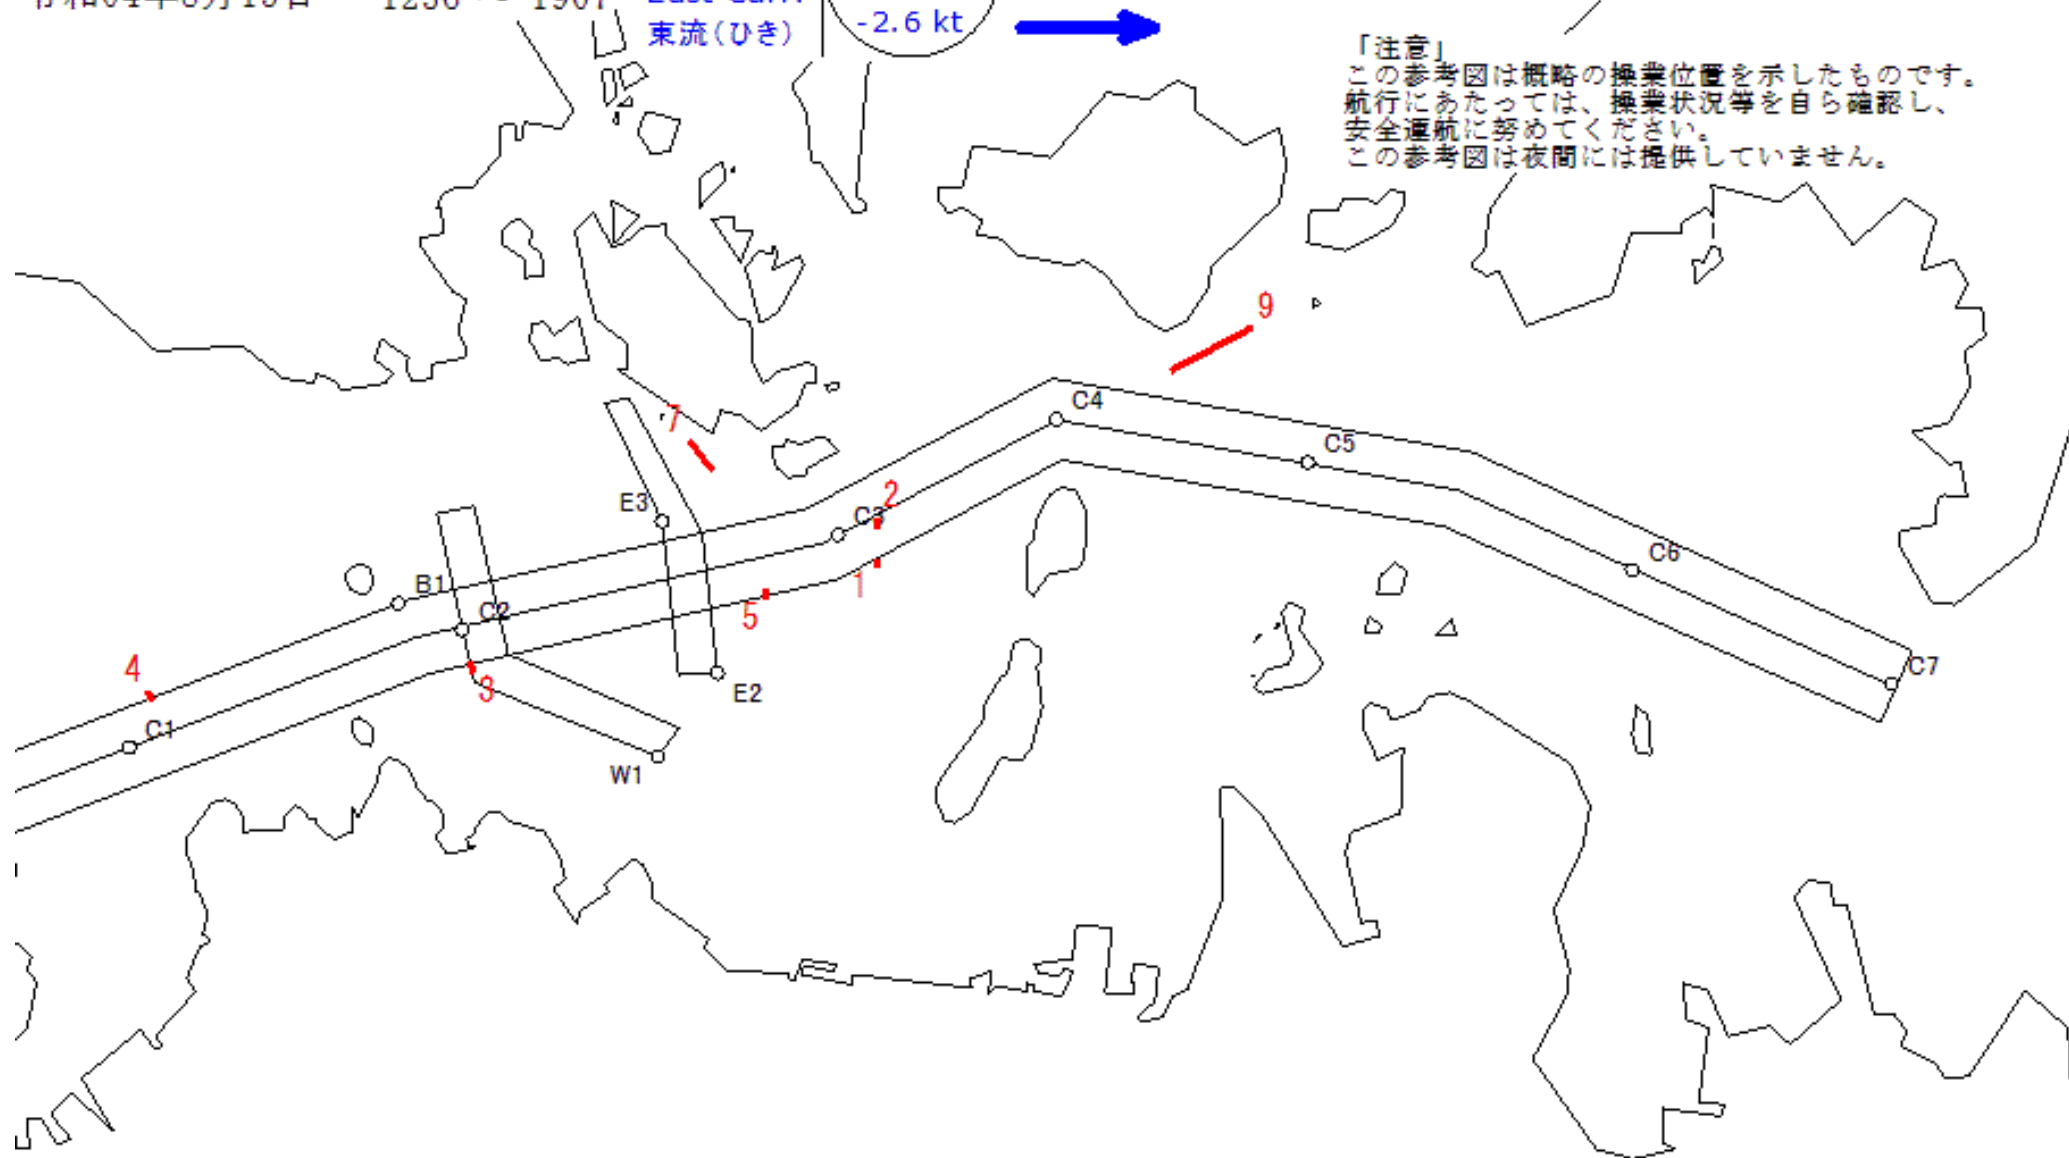 東流(ひき)
-2.6 kt
「注意」
この参考図は概略の操業位置を示したものです。
航行にあたっては、操業状況等を自ら確認し、
安全運航に努めてください。
この参考図は夜間には提供していません。
9
C4
7
C5
2
E3
C3
C6
1
B1
C2
5
4
C7
3
E2
C1
W1